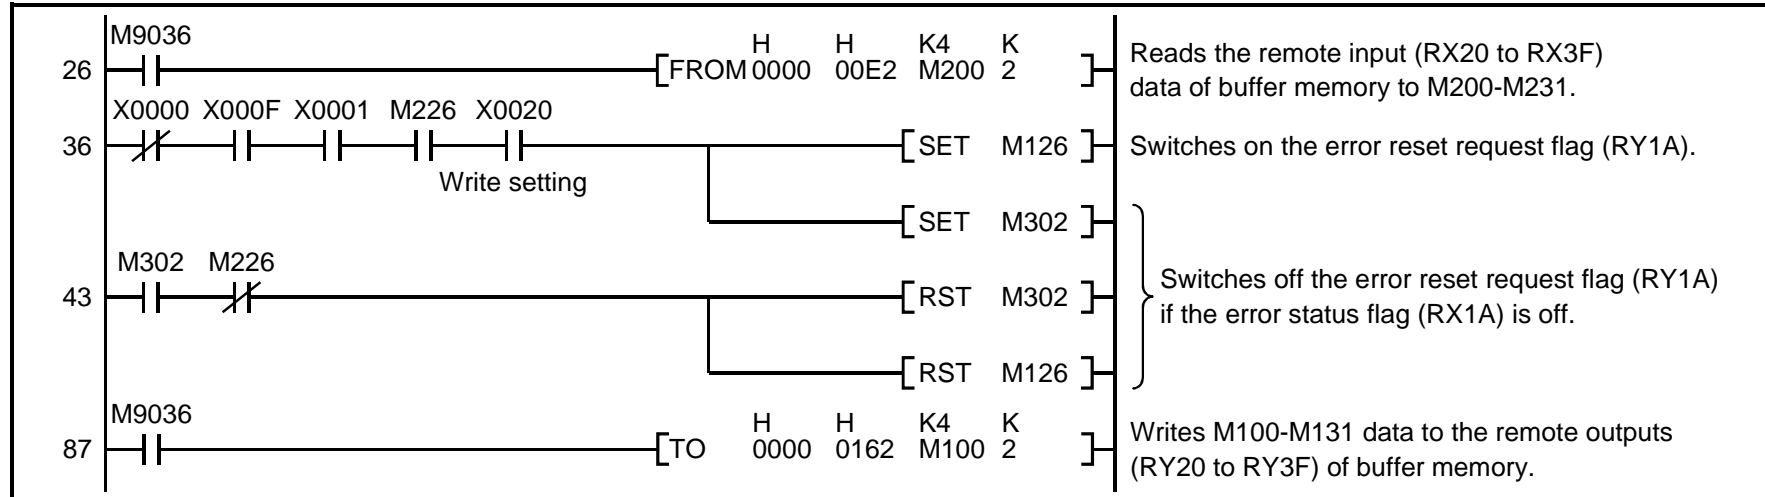 M9036
H H K4 K
26 FROM 0000 00E2 M200 2
Reads the remote input (RX20 to RX3F)
data of buffer memory to M200-M231.
X0000 X000F X0001 M226 X0020
36 SET M126 Switches on the error reset request flag (RY1A).
Write setting
SET M302
M302 M226
43 RST M302
Switches off the error reset request flag (RY1A)
if the error status flag (RX1A) is off.
RST M126
M9036
H H K4 K
87 TO 0000 0162 M100 2
Writes M100-M131 data to the remote outputs
(RY20 to RY3F) of buffer memory.